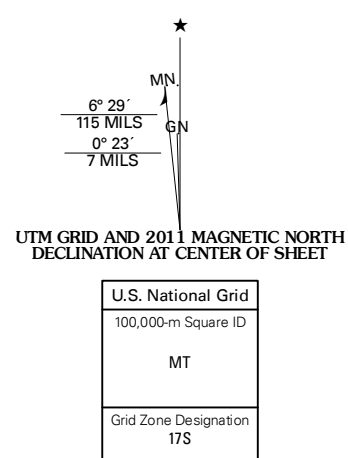 MN
6° 29´
115 MILS
GN
0° 23´
7 MILS
UTM GRID AND 2011 MAGNETIC NORTH
DECLINATION AT CENTER OF SHEET
U.S. National Grid
100,000-m Square ID
MT
Grid Zone Designation
17S